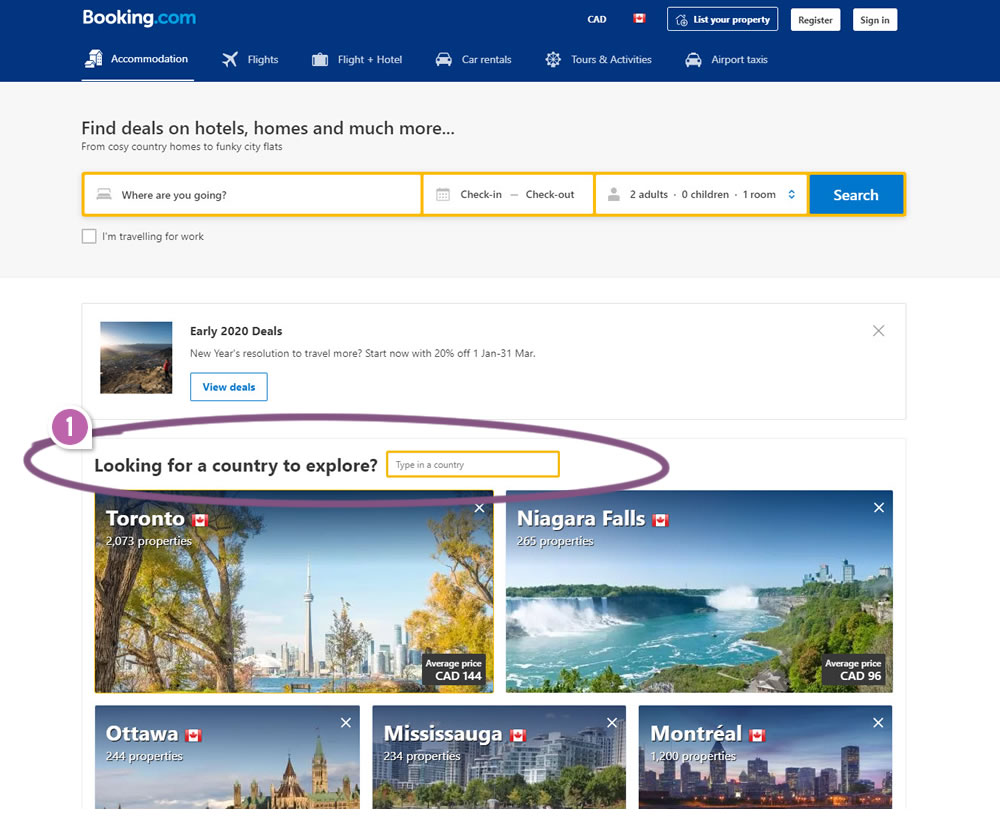 Booking.com
CAD
List your property
Register
Sign in
Accommodation
Flights
Flight + Hotel
Car rentals
Tours & Activities
Airport taxis
Find deals on hotels, homes and much more...
From cosy country homes to funky city flats
Where are you going?
Check-in — Check-out
2 adults · 0 children · 1 room
Search
I'm travelling for work
Early 2020 Deals
New Year's resolution to travel more? Start now with 20% off 1 Jan-31 Mar.
View deals
1
Looking for a country to explore?
Type in a country
Toronto
2,073 properties
Average price
CAD 144
Niagara Falls
265 properties
Average price
CAD 96
Ottawa
244 properties
Mississauga
234 properties
Montréal
1,200 properties